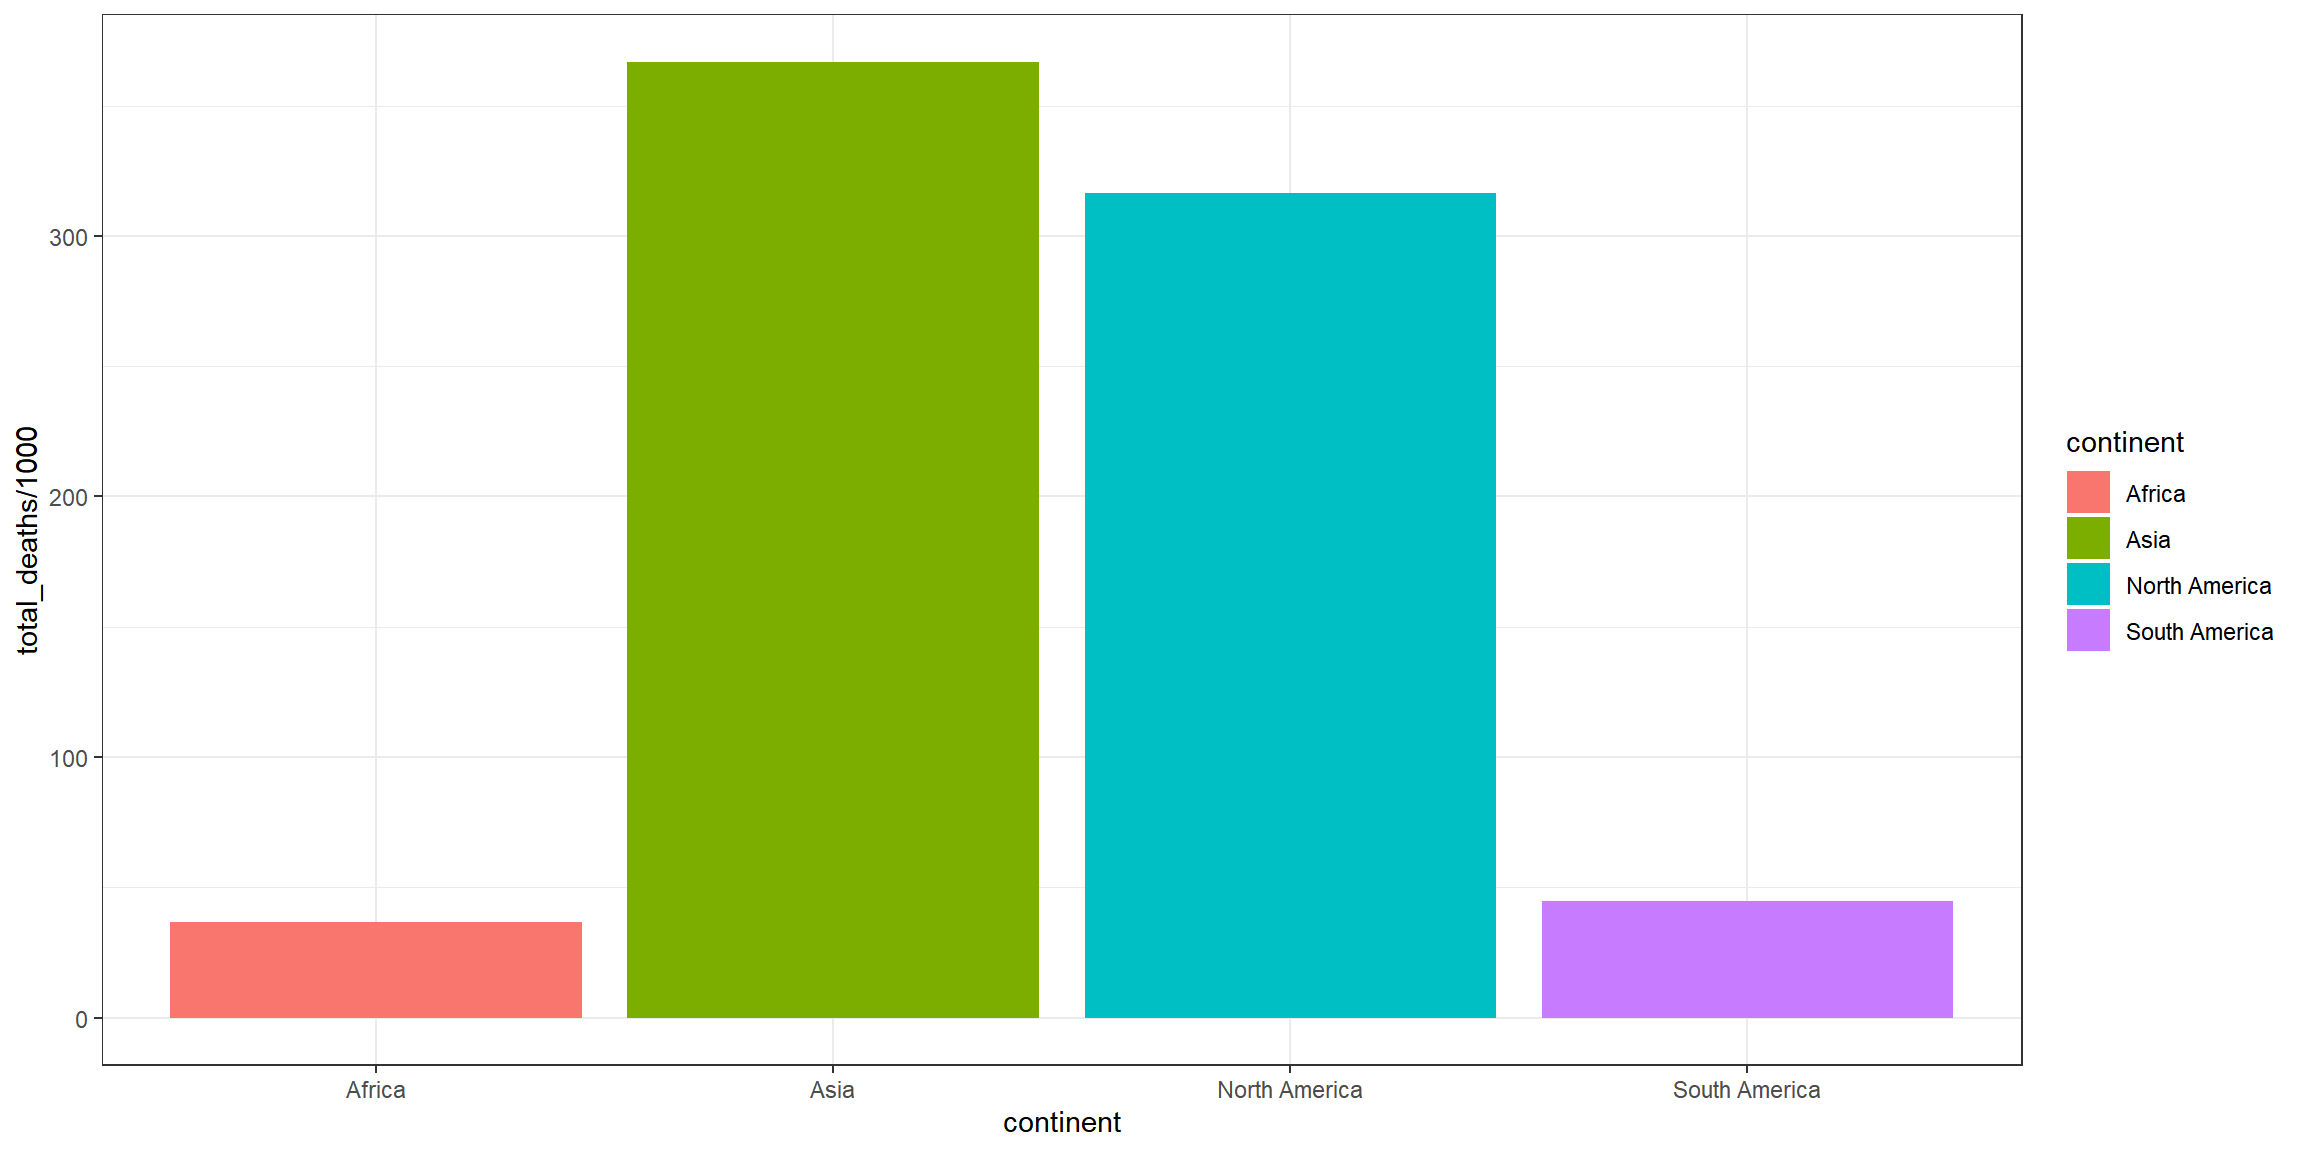 total_deaths/1000
300
200
100
0
Africa
Asia
North America
South America
continent
continent
Africa
Asia
North America
South America